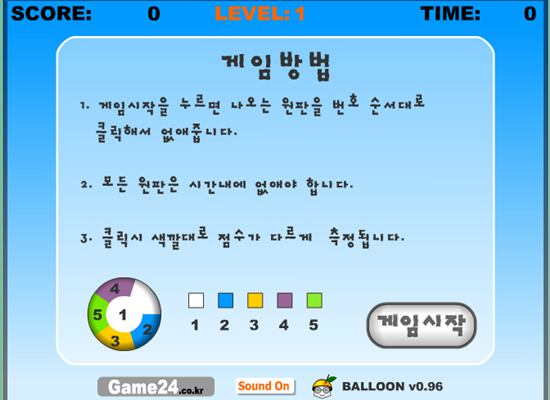 SCORE: 0 LEVEL: 1 TIME: 0
게임방법
1. 게임시작을 누르면 나오는 원판을 번호 순서대로
클릭해서 없애줍니다.
2. 모든 원판은 시간내에 없애야 합니다.
3. 클릭시 색깔대로 점수가 다르게 측정됩니다.
4
5 1 2
3
1 2 3 4 5
게임시작
Game24.co.kr Sound On BALLOON v0.96